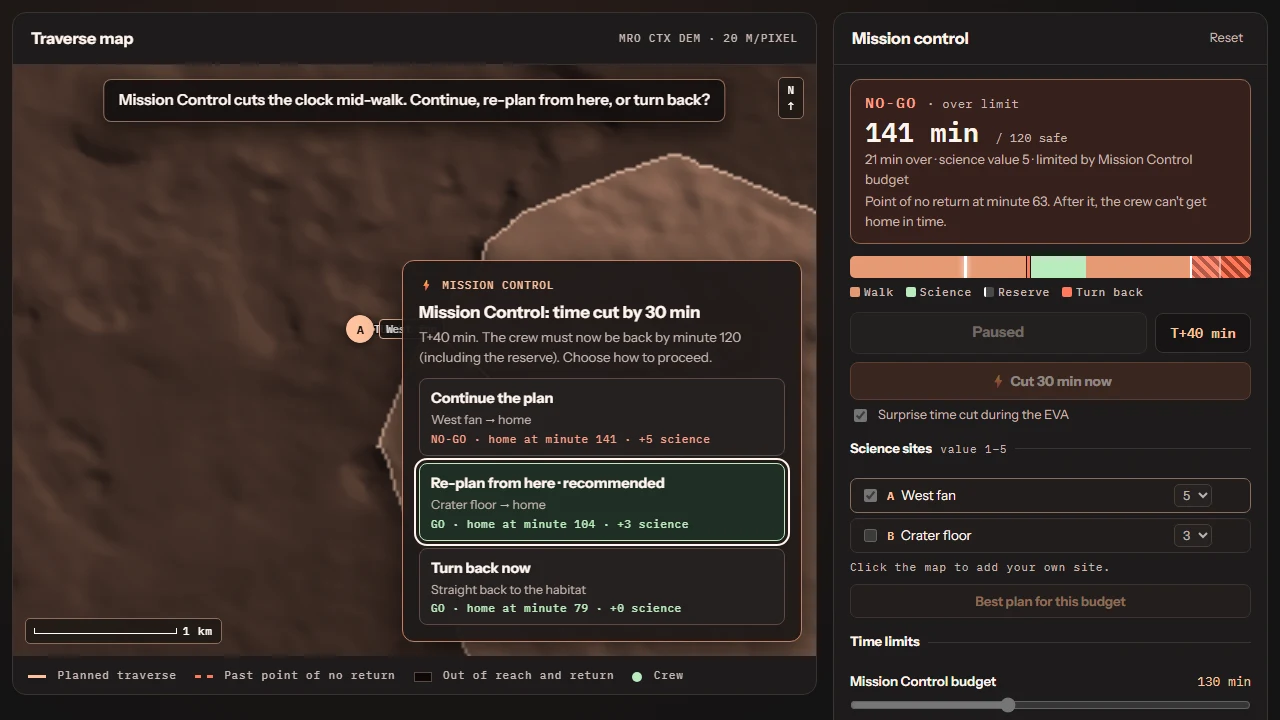 Traverse map
MRO CTX DEM · 20 M/PIXEL
Mission Control cuts the clock mid-walk. Continue, re-plan from here, or turn back?
N
↑
A
MISSION CONTROL
Mission Control: time cut by 30 min
T+40 min. The crew must now be back by minute 120
(including the reserve). Choose how to proceed.
Continue the plan
West fan → home
NO-GO · home at minute 141 · +5 science
Re-plan from here · recommended
Crater floor → home
GO · home at minute 104 · +3 science
Turn back now
Straight back to the habitat
GO · home at minute 79 · +0 science
1 km
Planned traverse
Past point of no return
Out of reach and return
Crew
Mission control
Reset
NO-GO · over limit
141 min / 120 safe
21 min over · science value 5 · limited by Mission Control
budget
Point of no return at minute 63. After it, the crew can't get
home in time.
Walk
Science
Reserve
Turn back
Paused
T+40 min
Cut 30 min now
Surprise time cut during the EVA
Science sites value 1–5
A West fan 5
B Crater floor 3
Click the map to add your own site.
Best plan for this budget
Time limits
Mission Control budget 130 min